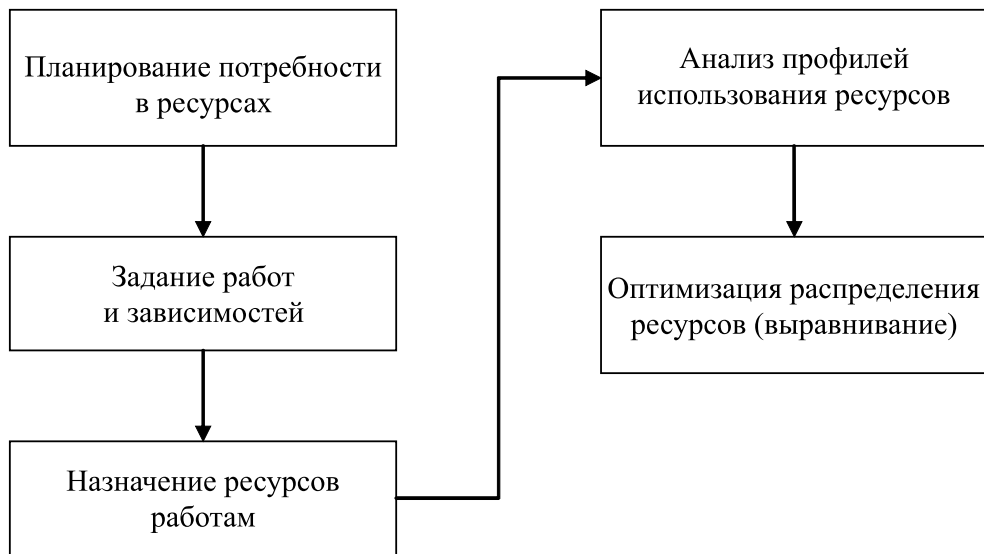 Планирование потребности
в ресурсах
Задание работ
и зависимостей
Назначение ресурсов
работам
Анализ профилей
использования ресурсов
Оптимизация распределения
ресурсов (выравнивание)